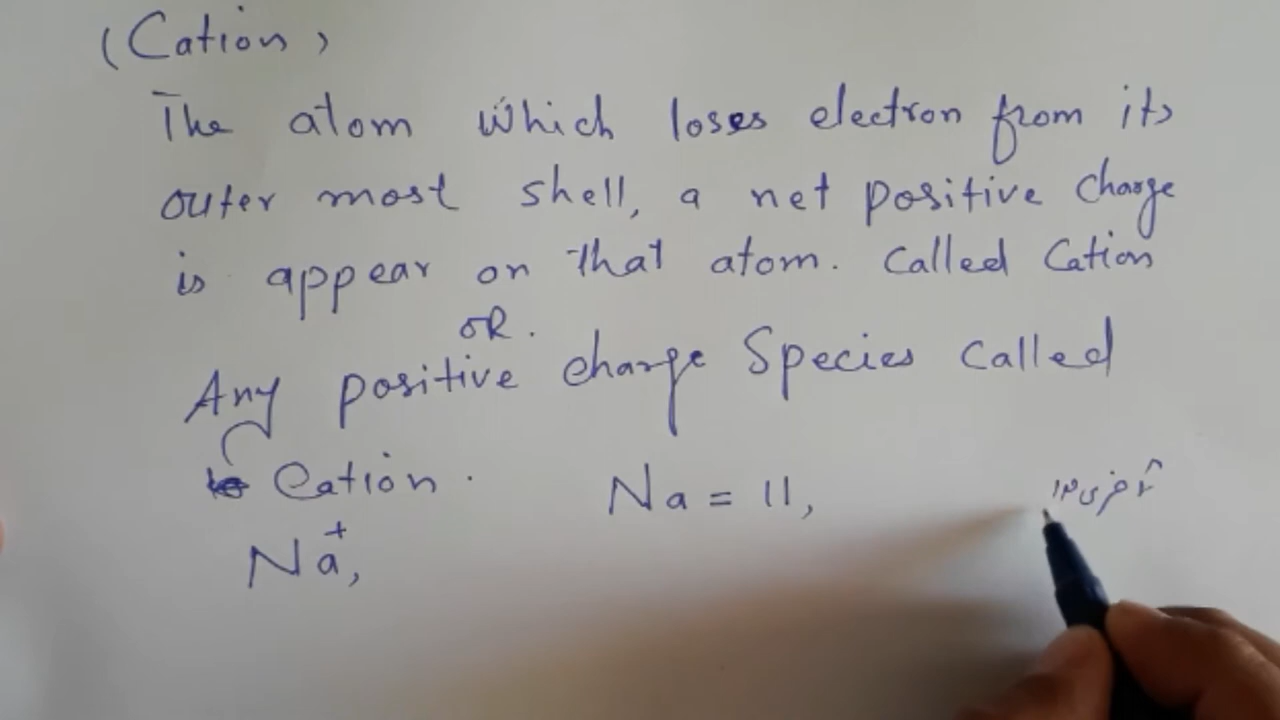 (Cation)
The atom which loses electron from its
outer most shell, a net positive charge
is appear on that atom. called Cation
OR.
Any positive charge Species called
Cation.
Na = 11,
آخری
Na+,